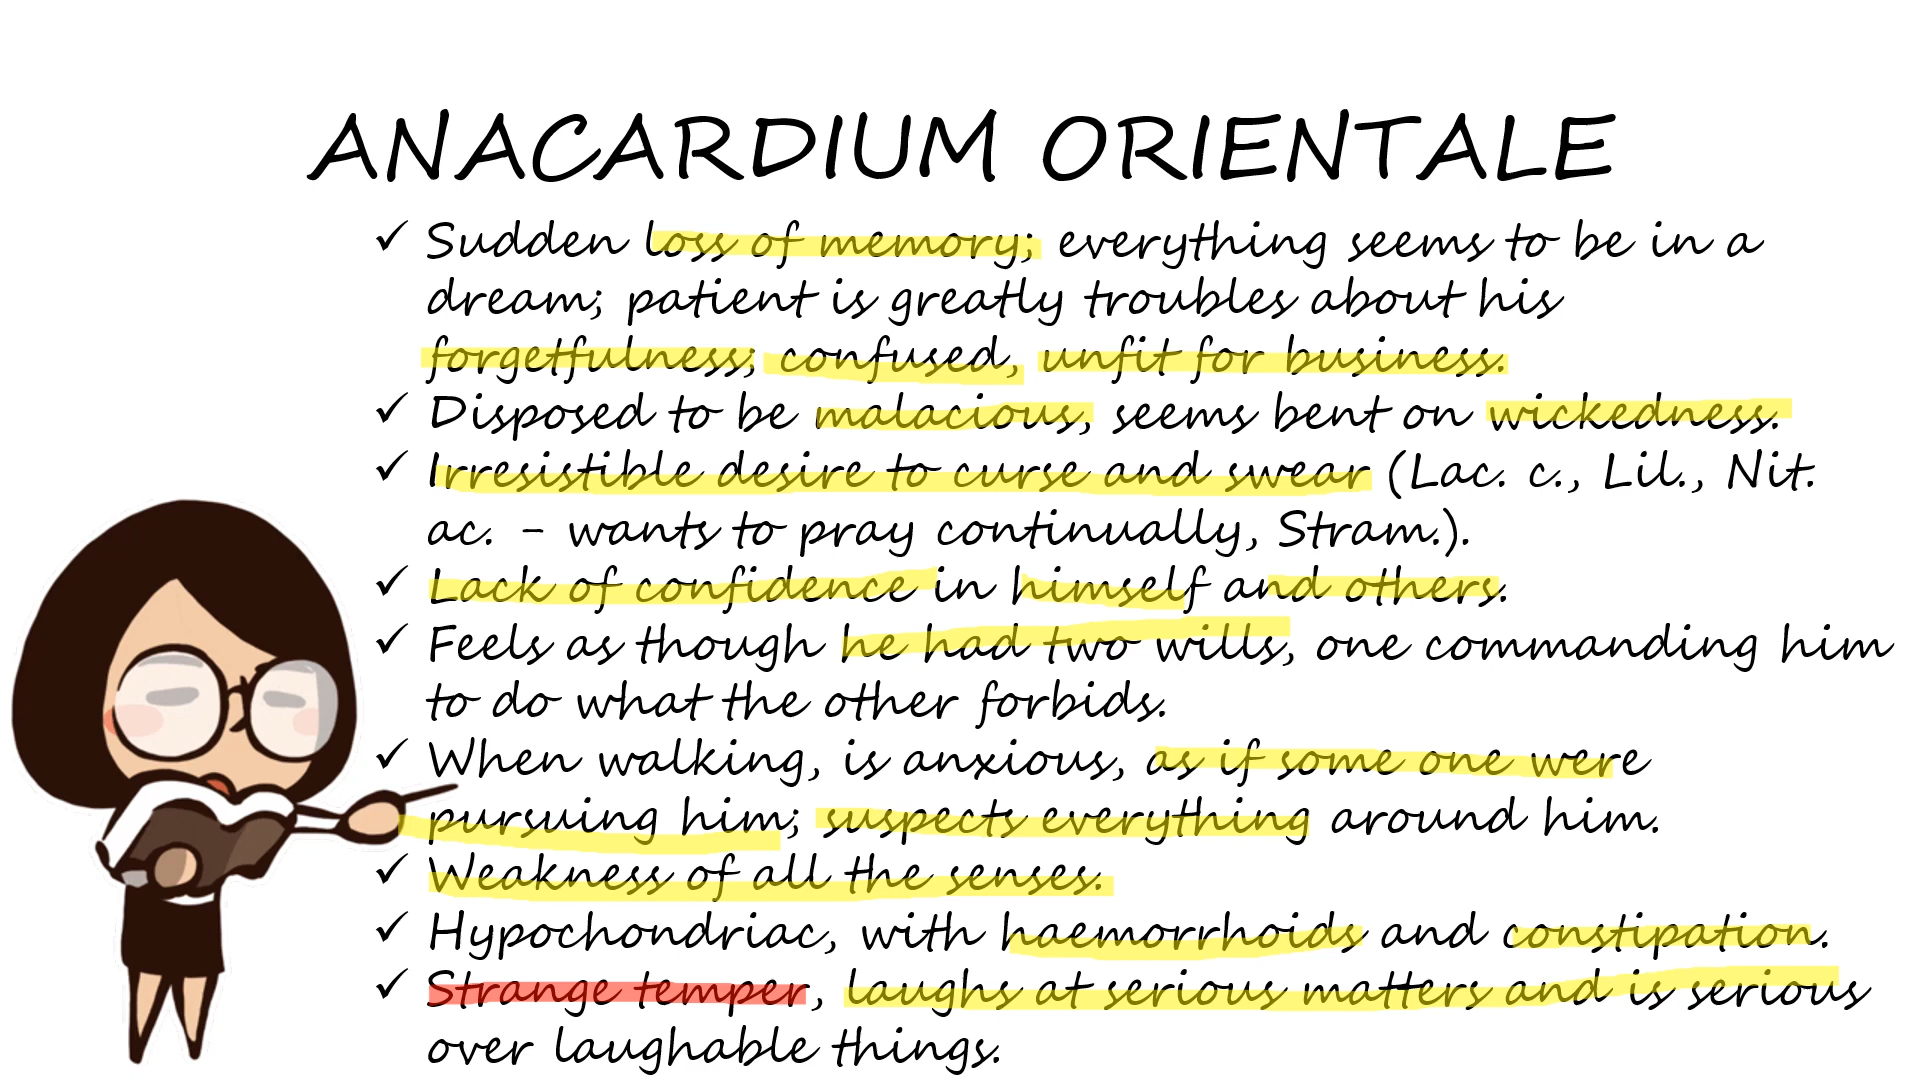 ANACARDIUM ORIENTALE
✓ Sudden loss of memory; everything seems to be in a
dream; patient is greatly troubles about his
forgetfulness; confused, unfit for business.
✓ Disposed to be malacious, seems bent on wickedness.
✓ Irresistible desire to curse and swear (Lac. c., Lil., Nit.
ac. - wants to pray continually, Stram.).
✓ Lack of confidence in himself and others.
✓ Feels as though he had two wills, one commanding him
to do what the other forbids.
✓ When walking, is anxious, as if some one were
pursuing him; suspects everything around him.
✓ Weakness of all the senses.
✓ Hypochondriac, with haemorrhoids and constipation.
✓ Strange temper, laughs at serious matters and is serious
over laughable things.